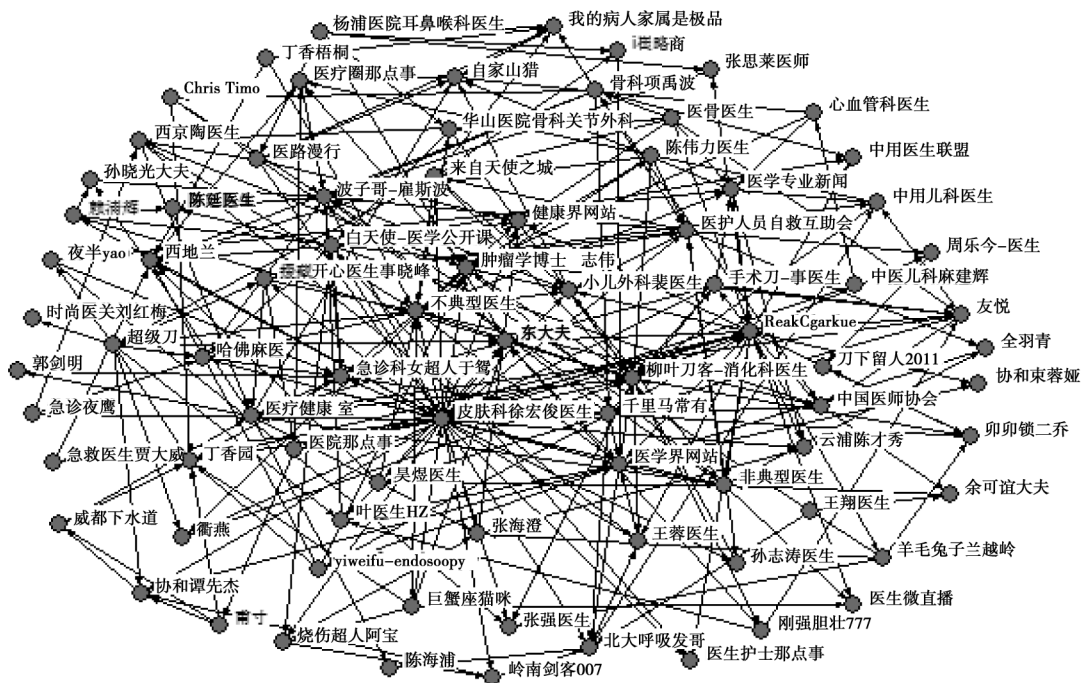 我的病人家属是极品
杨浦医院耳鼻喉科医生
商
丁香梧桐
张思莱医师
医疗圈那点事
自家山猎
骨科项禹波
Chris Timo
心血管科医生
医骨医生
华山医院骨科关节外科
西京陶医生
医路漫行
陈伟力医生
中用医生联盟
来自天使之城
孙晓光大夫
医学专业新闻
波子哥-雇斯波
陈延医生
中用儿科医生
健康界网站
医护人员自救互助会
白天使-医学公开课
周乐今-医生
夜半yao
西地兰
肿瘤学博士 志伟
开心医生事晓峰
小儿外科裴医生
手术刀-事医生
中医儿科麻建辉
不典型医生
时尚医关刘红梅
友悦
ReakCgarkue
超级刀
东大夫
全羽青
哈佛麻医
郭剑明
刀下留人2011
急诊科女超人于鸳
柳叶刀客-消化科医生
协和束蓉娅
急诊夜鹰
医疗健康 室
皮肤科徐宏俊医生
千里马常有
中国医师协会
卯卯锁二乔
医院那点事
云浦陈才秀
急救医生贾大威
丁香园
医学界网站
吴煜医生
非典型医生
余可谊大夫
叶医生HZ
王翔医生
威都下水道
衢燕
张海澄
王蓉医生
孙志涛医生
羊毛兔子兰越岭
yiweifu-endosoopy
协和谭先杰
巨蟹座猫咪
医生微直播
寸
张强医生
刚强胆壮777
烧伤超人阿宝
北大呼吸发哥
医生护士那点事
陈海浦
岭南剑客007